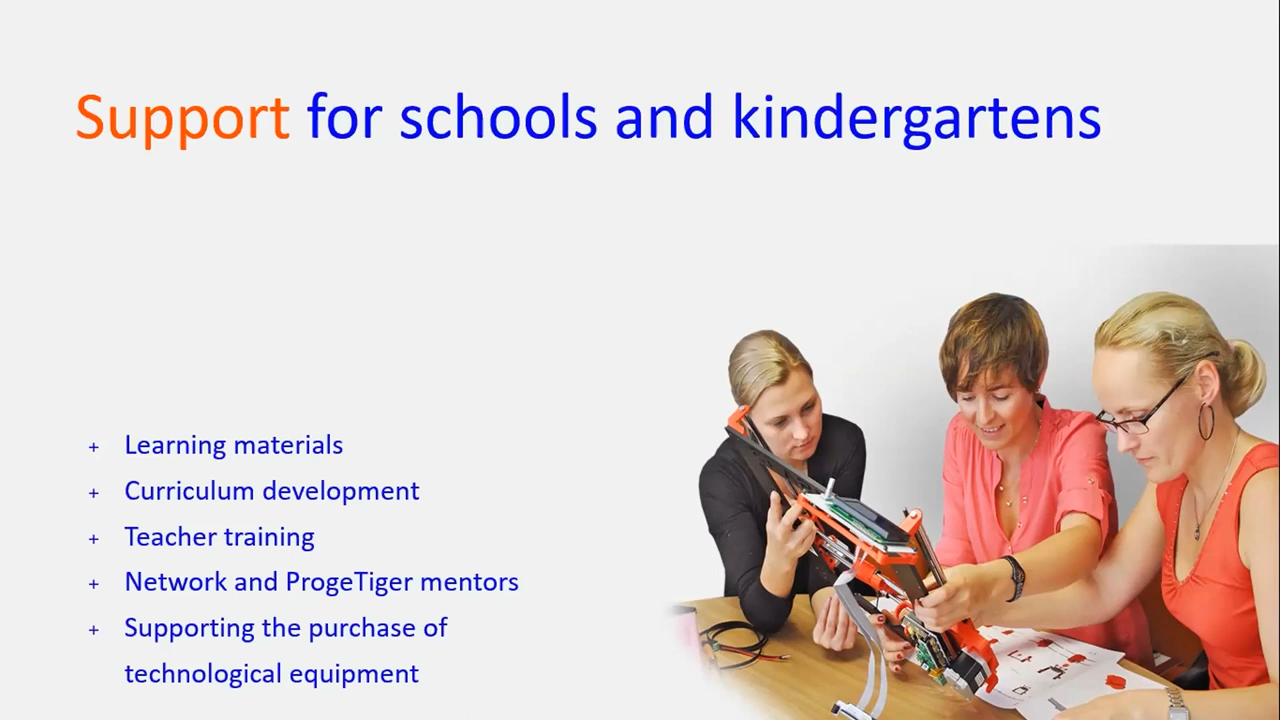 Support for schools and kindergartens
+ Learning materials
+ Curriculum development
+ Teacher training
+ Network and ProgeTiger mentors
+ Supporting the purchase of
technological equipment